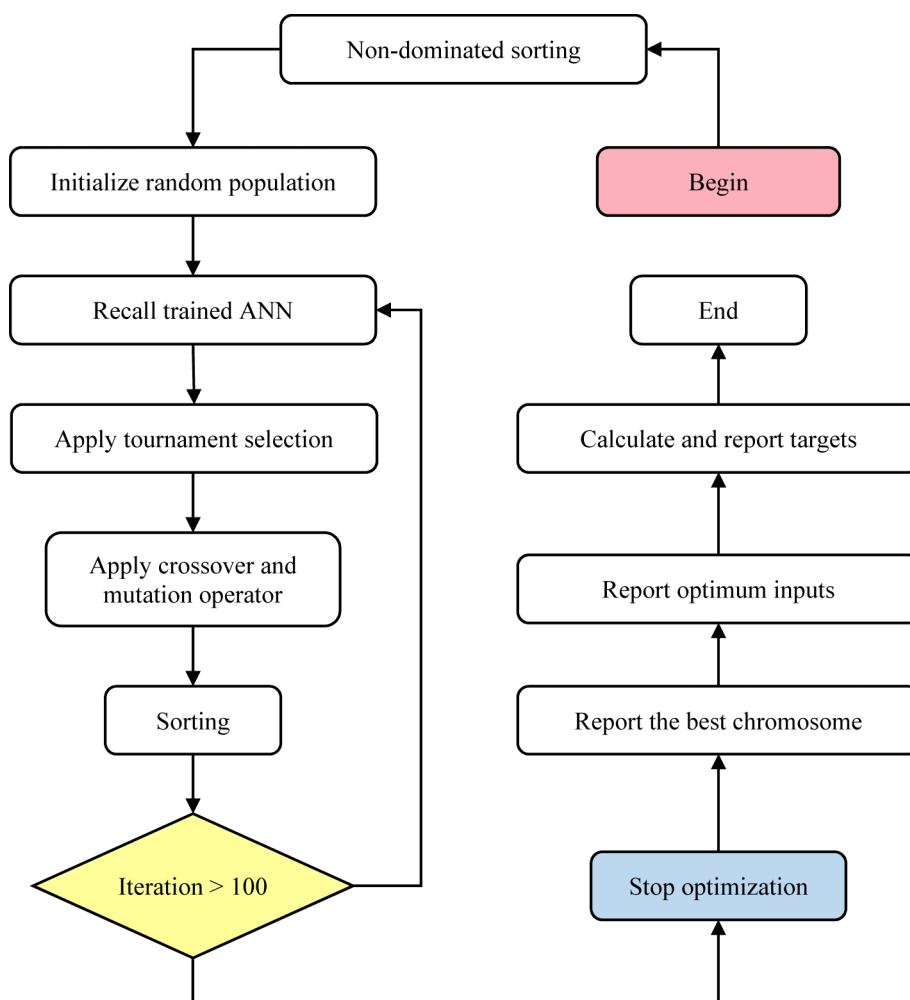 Non-dominated sorting
Initialize random population
Begin
Recall trained ANN
End
Apply tournament selection
Calculate and report targets
Apply crossover and
mutation operator
Report optimum inputs
Sorting
Report the best chromosome
Iteration > 100
Stop optimization